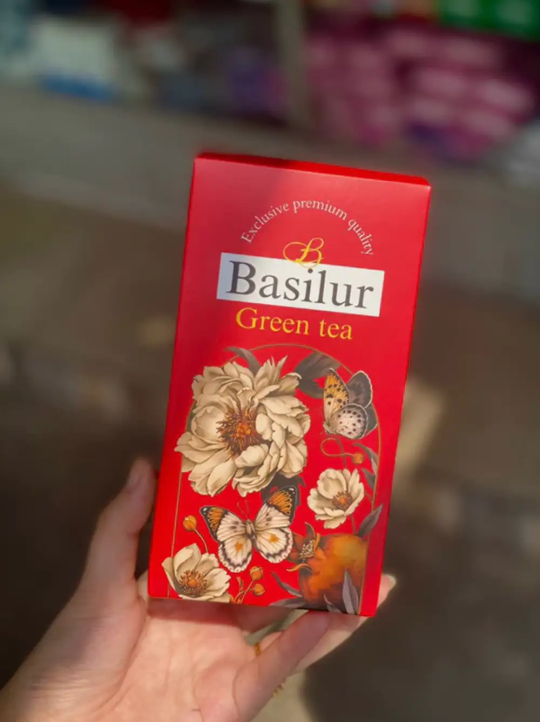 Exclusive premium quality
B
Basilur
Green tea